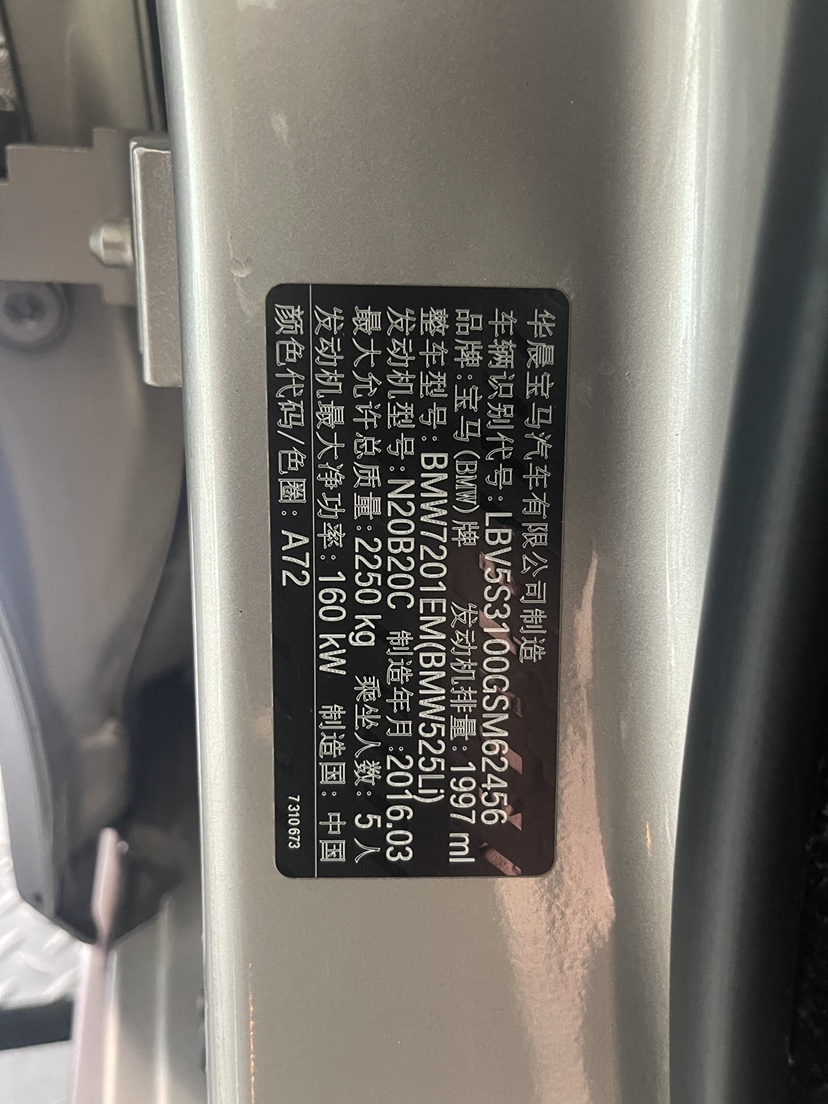 华晨宝马汽车有限公司制造
车辆识别代号: LBV5S3100GSM62456
品牌:宝马(BMW)牌 发动机排量: 1997 ml
整车型号: BMW7201EM(BMW525Li)
发动机型号: N20B20C 制造年月: 2016.03
最大允许总质量: 2250 kg 乘坐人数: 5 人
发动机最大净功率: 160 kW 制造国: 中国
颜色代码/色圈: A72
7 310 673